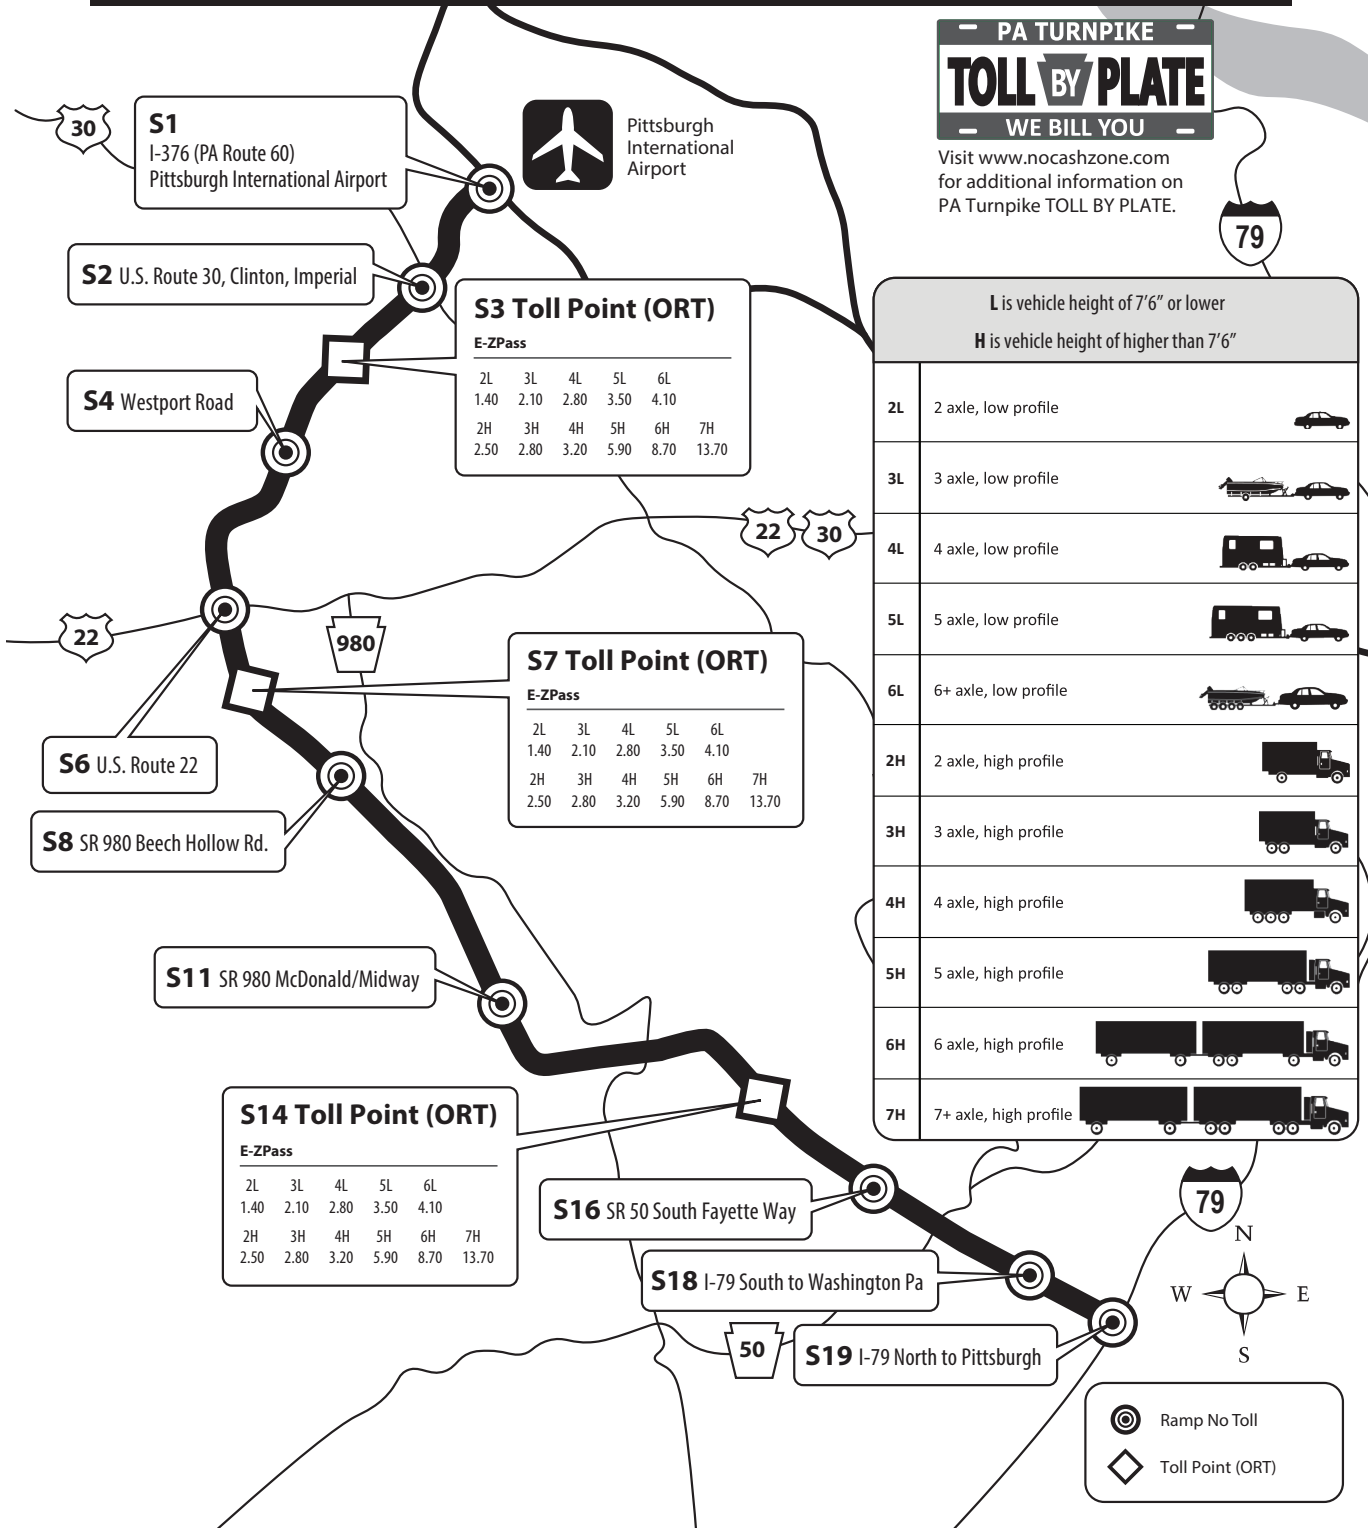 PA TURNPIKE
TOLL BY PLATE
WE BILL YOU
Visit www.nocashzone.com
for additional information on
PA Turnpike TOLL BY PLATE.
30
S1
I-376 (PA Route 60)
Pittsburgh International Airport
Pittsburgh
International
Airport
79
S2 U.S. Route 30, Clinton, Imperial
S3 Toll Point (ORT)
E-ZPass
2L 3L 4L 5L 6L
1.40 2.10 2.80 3.50 4.10
2H 3H 4H 5H 6H 7H
2.50 2.80 3.20 5.90 8.70 13.70
S4 Westport Road
22
30
22
980
S7 Toll Point (ORT)
E-ZPass
2L 3L 4L 5L 6L
1.40 2.10 2.80 3.50 4.10
2H 3H 4H 5H 6H 7H
2.50 2.80 3.20 5.90 8.70 13.70
S6 U.S. Route 22
S8 SR 980 Beech Hollow Rd.
S11 SR 980 McDonald/Midway
S14 Toll Point (ORT)
E-ZPass
2L 3L 4L 5L 6L
1.40 2.10 2.80 3.50 4.10
2H 3H 4H 5H 6H 7H
2.50 2.80 3.20 5.90 8.70 13.70
S16 SR 50 South Fayette Way
S18 I-79 South to Washington Pa
50
S19 I-79 North to Pittsburgh
L is vehicle height of 7'6” or lower
H is vehicle height of higher than 7'6”
2L 2 axle, low profile
3L 3 axle, low profile
4L 4 axle, low profile
5L 5 axle, low profile
6L 6+ axle, low profile
2H 2 axle, high profile
3H 3 axle, high profile
4H 4 axle, high profile
5H 5 axle, high profile
6H 6 axle, high profile
7H 7+ axle, high profile
79
N
W E
S
Ramp No Toll
Toll Point (ORT)